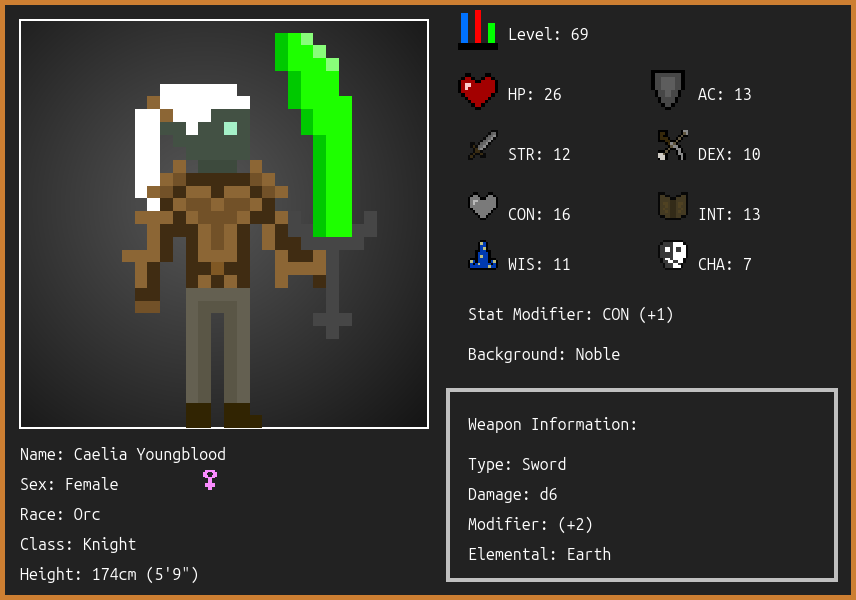 Level: 69
HP: 26
AC: 13
STR: 12
DEX: 10
CON: 16
INT: 13
WIS: 11
CHA: 7
Stat Modifier: CON (+1)
Background: Noble
Weapon Information:
Type: Sword
Damage: d6
Modifier: (+2)
Elemental: Earth
Name: Caelia Youngblood
Sex: Female
Race: Orc
Class: Knight
Height: 174cm (5'9")